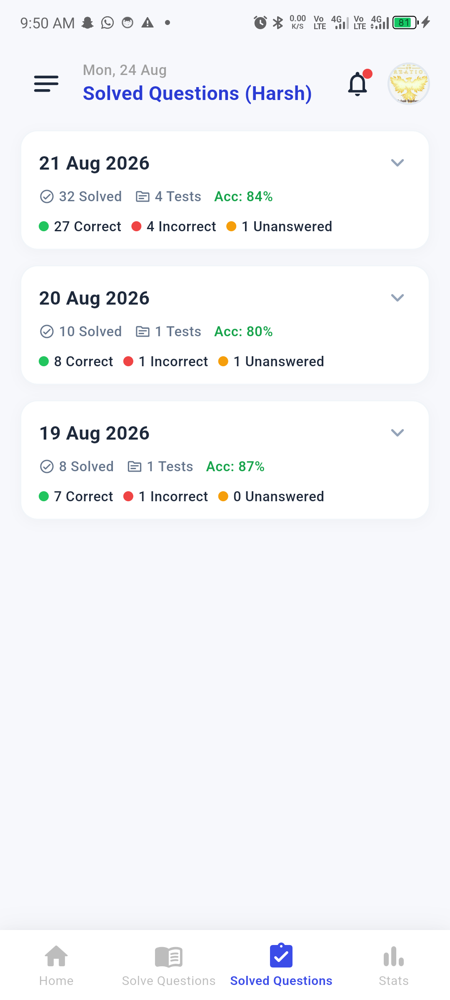 9:50 AM
0.00 K/S
Vo LTE 4G
Vo LTE 4G
81
Mon, 24 Aug
Solved Questions (Harsh)
OF
REATIO
21 Aug 2026
32 Solved 4 Tests Acc: 84%
27 Correct 4 Incorrect 1 Unanswered
20 Aug 2026
10 Solved 1 Tests Acc: 80%
8 Correct 1 Incorrect 1 Unanswered
19 Aug 2026
8 Solved 1 Tests Acc: 87%
7 Correct 1 Incorrect 0 Unanswered
Home
Solve Questions
Solved Questions
Stats